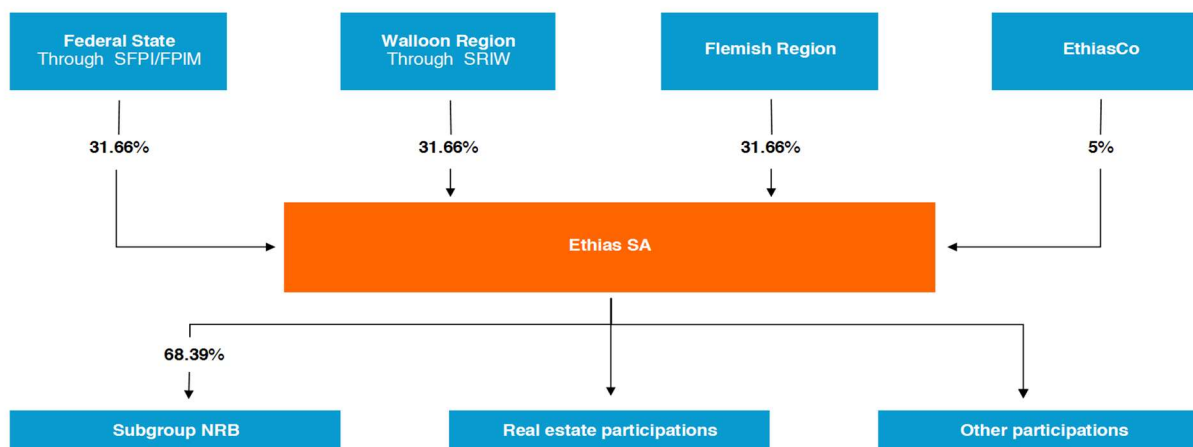 Federal State
Through SFPI/FPIM
Walloon Region
Through SRIW
Flemish Region
EthiasCo
31.66%
31.66%
31.66%
5%
Ethias SA
68.39%
Subgroup NRB
Real estate participations
Other participations